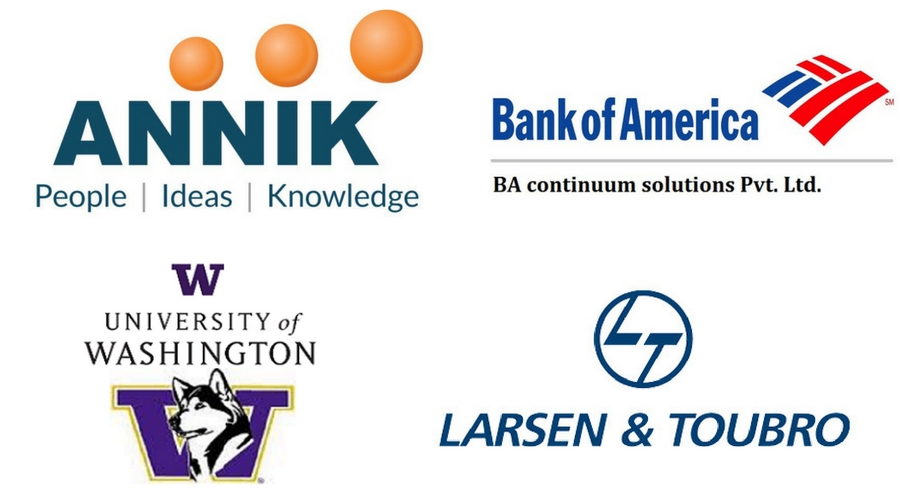 ANNIK
People | Ideas | Knowledge
Bank of America
SM
BA continuum solutions Pvt. Ltd.
W
UNIVERSITY of
WASHINGTON
W
LT
LARSEN & TOUBRO